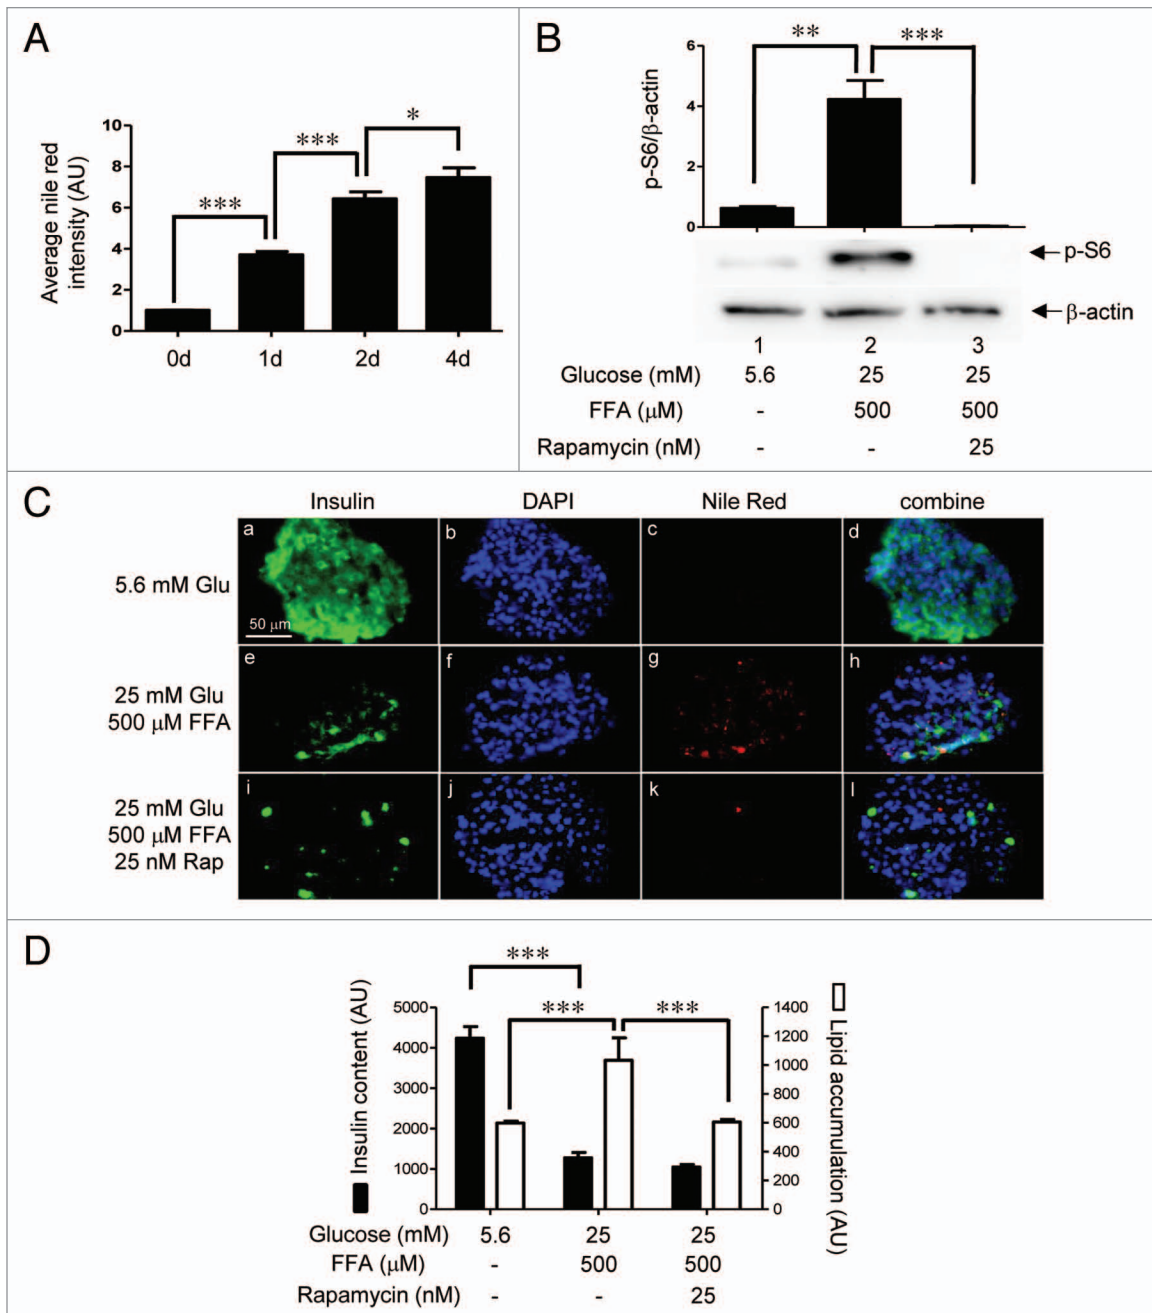 A
Average nile red
intensity (AU)
10
8
6
4
2
0
***
***
*
0d 1d 2d 4d
B
p-S6/β-actin
6
4
2
0
** ***
p-S6
β-actin
1 2 3
Glucose (mM) 5.6 25 25
FFA (μM) - 500 500
Rapamycin (nM) - - 25
C
Insulin DAPI Nile Red combine
5.6 mM Glu
a b c d
50 μm
25 mM Glu
500 μM FFA
e f g h
25 mM Glu
500 μM FFA
25 nM Rap
i j k l
D
Insulin content (AU)
5000
4000
3000
2000
1000
0
***
*** ***
1400
1200
1000
800
600
400
200
0
Lipid accumulation (AU)
Glucose (mM) 5.6 25 25
FFA (μM) - 500 500
Rapamycin (nM) - - 25